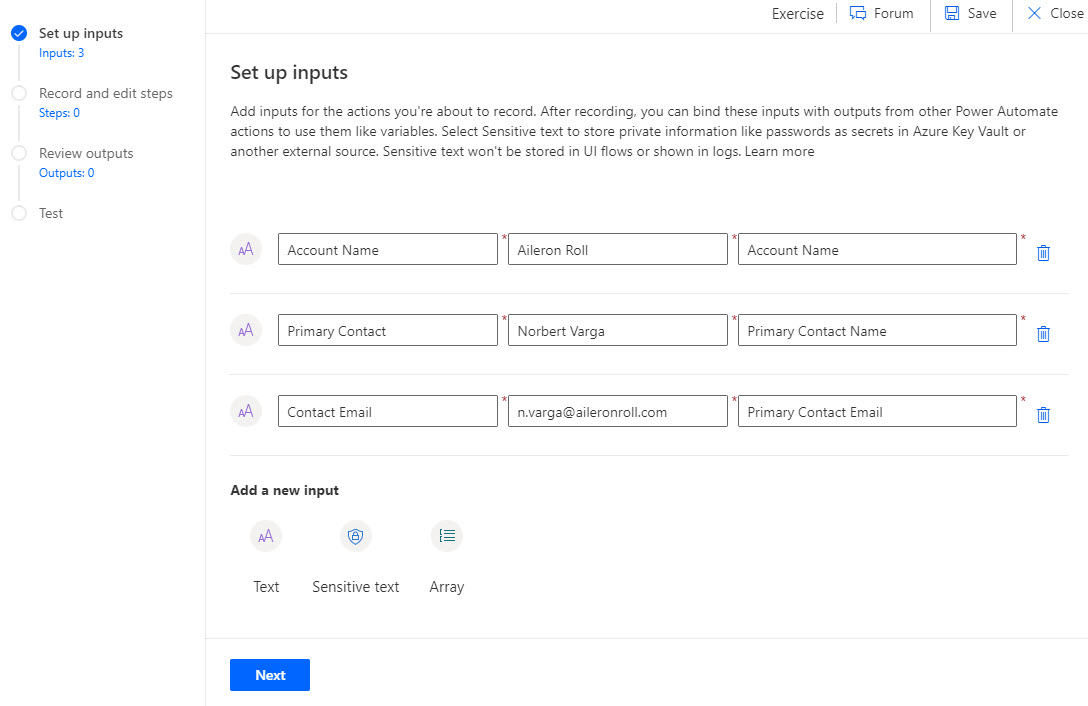 Exercise
Forum
Save
Close
Set up inputs
Inputs: 3
Record and edit steps
Steps: 0
Review outputs
Outputs: 0
Test
Set up inputs
Add inputs for the actions you're about to record. After recording, you can bind these inputs with outputs from other Power Automate
actions to use them like variables. Select Sensitive text to store private information like passwords as secrets in Azure Key Vault or
another external source. Sensitive text won't be stored in UI flows or shown in logs. Learn more
AA Account Name * Aileron Roll * Account Name *
AA Primary Contact * Norbert Varga * Primary Contact Name *
AA Contact Email * n.varga@aileronroll.com * Primary Contact Email *
Add a new input
AA
Text Sensitive text Array
Next